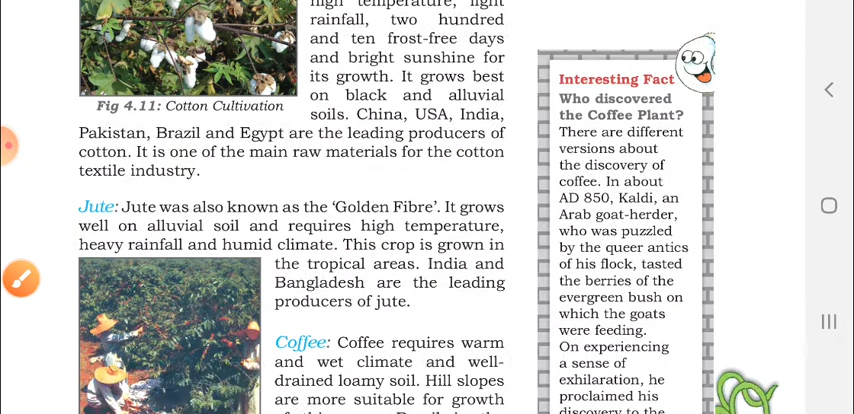 high temperature, light
rainfall, two hundred
and ten frost-free days
and bright sunshine for
its growth. It grows best
on black and alluvial
soils. China, USA, India,
Fig 4.11: Cotton Cultivation
Pakistan, Brazil and Egypt are the leading producers of
cotton. It is one of the main raw materials for the cotton
textile industry.
Jute: Jute was also known as the ‘Golden Fibre’. It grows
well on alluvial soil and requires high temperature,
heavy rainfall and humid climate. This crop is grown in
the tropical areas. India and
Bangladesh are the leading
producers of jute.
Coffee: Coffee requires warm
and wet climate and well-
drained loamy soil. Hill slopes
are more suitable for growth
Interesting Fact
Who discovered
the Coffee Plant?
There are different
versions about
the discovery of
coffee. In about
AD 850, Kaldi, an
Arab goat-herder,
who was puzzled
by the queer antics
of his flock, tasted
the berries of the
evergreen bush on
which the goats
were feeding.
On experiencing
a sense of
exhilaration, he
proclaimed his
discovery to the